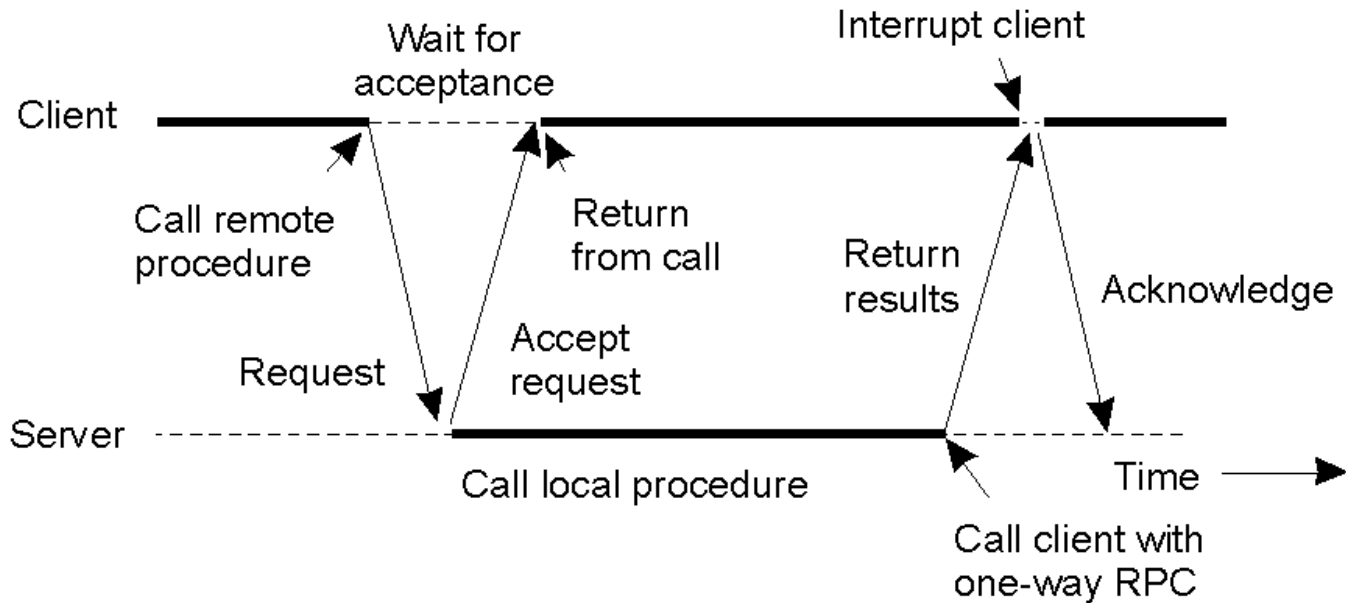 Interrupt client
Wait for
acceptance
Client
Call remote
procedure
Return
from call
Return
results
Acknowledge
Accept
request
Request
Server
Call local procedure
Time
Call client with
one-way RPC